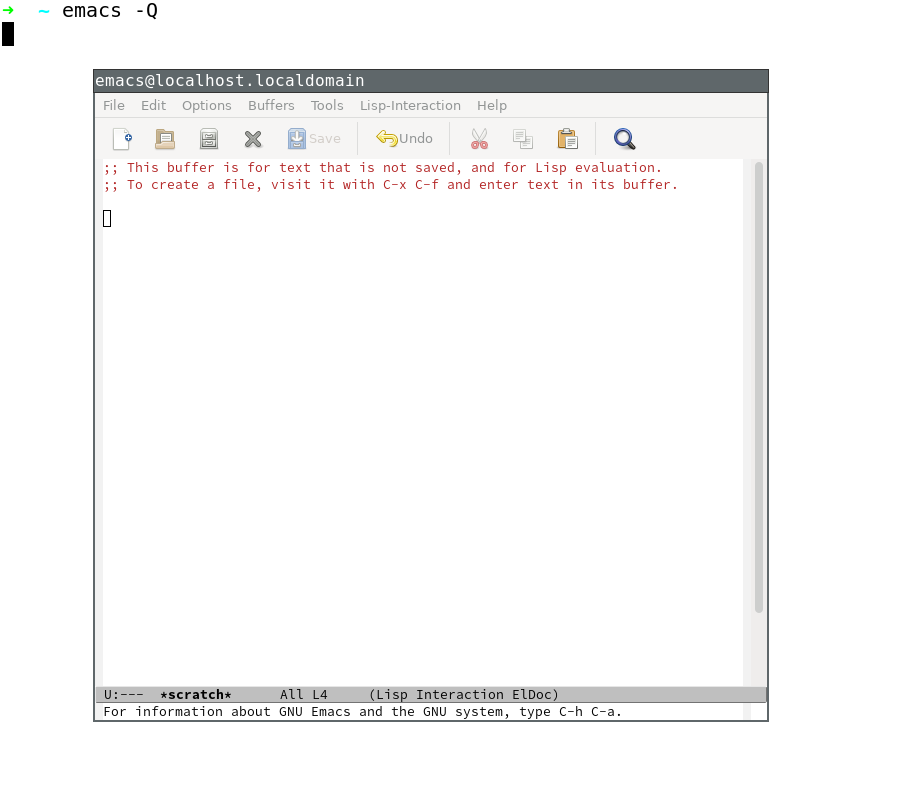 ➜ ~ emacs -Q
emacs@localhost.localdomain
File Edit Options Buffers Tools Lisp-Interaction Help
Save Undo
;; This buffer is for text that is not saved, and for Lisp evaluation.
;; To create a file, visit it with C-x C-f and enter text in its buffer.
U:--- *scratch* All L4 (Lisp Interaction ElDoc)
For information about GNU Emacs and the GNU system, type C-h C-a.